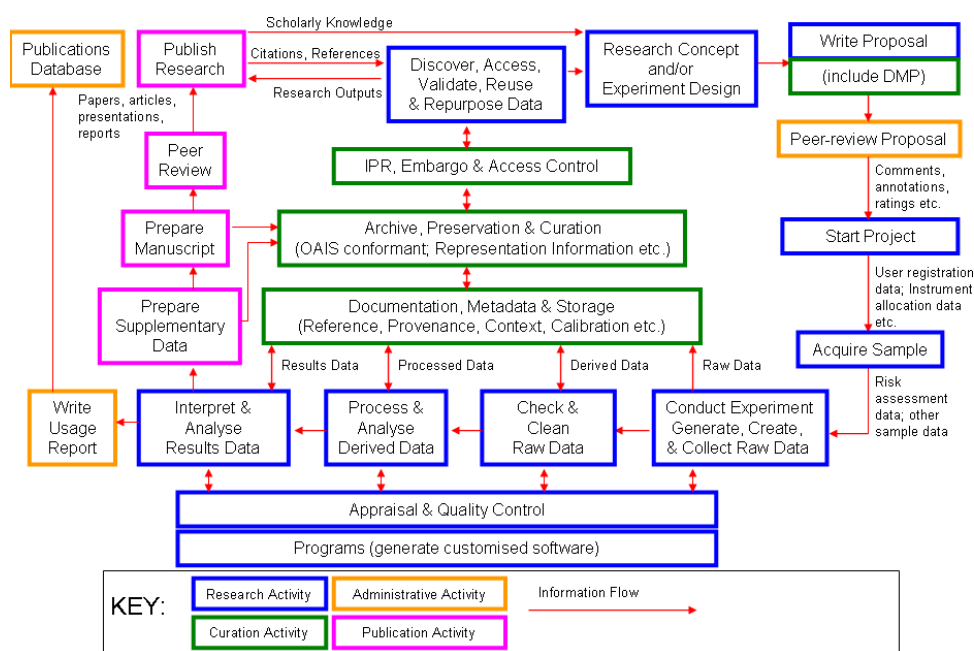 Scholarly Knowledge
Publications
Database
Publish
Research
Citations, References
Research Outputs
Discover, Access,
Validate, Reuse
& Repurpose Data
Research Concept
and/or
Experiment Design
Write Proposal
(include DMP)
Papers, articles,
presentations,
reports
Peer
Review
IPR, Embargo & Access Control
Peer-review Proposal
Comments,
annotations,
ratings etc.
Prepare
Manuscript
Archive, Preservation & Curation
(OAIS conformant; Representation Information etc.)
Start Project
User registration
data; Instrument
allocation data
etc.
Prepare
Supplementary
Data
Documentation, Metadata & Storage
(Reference, Provenance, Context, Calibration etc.)
Acquire Sample
Results Data
Processed Data
Derived Data
Raw Data
Risk
assessment
data; other
sample data
Write
Usage
Report
Interpret &
Analyse
Results Data
Process &
Analyse
Derived Data
Check &
Clean
Raw Data
Conduct Experiment
Generate, Create,
& Collect Raw Data
Appraisal & Quality Control
Programs (generate customised software)
KEY:
Research Activity
Administrative Activity
Information Flow
Curation Activity
Publication Activity